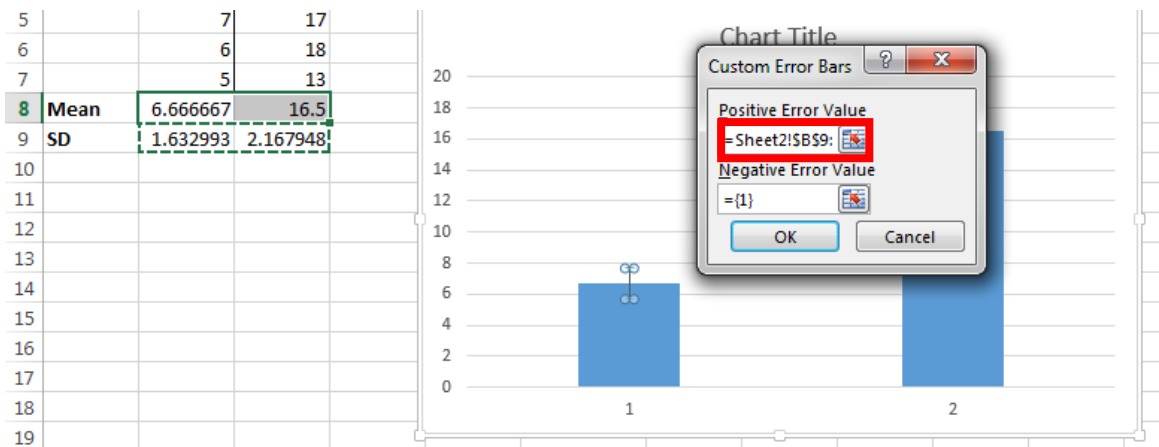 5 7 17
6 6 18
7 5 13
8 Mean 6.666667 16.5
9 SD 1.632993 2.167948
10
11
12
13
14
15
16
17
18
19
Chart Title
20
18
16
14
12
10
8
6
4
2
0
1 2
Custom Error Bars ?
Positive Error Value
=Sheet2!$B$9:
Negative Error Value
={1}
OK Cancel